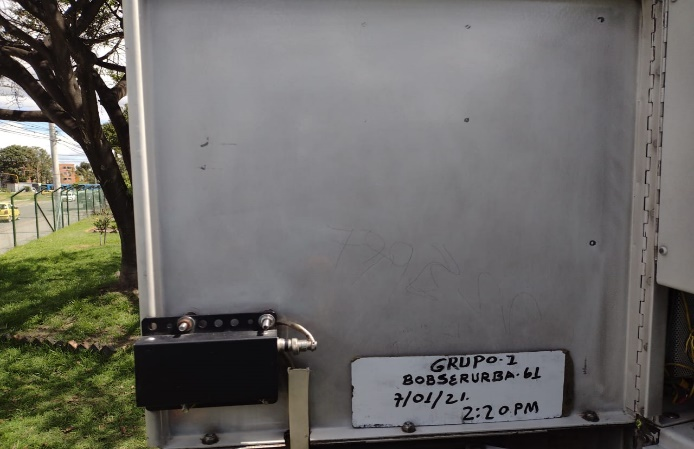 GRUPO-1
BOBSERURBA-61
7/01/21.
2:20PM